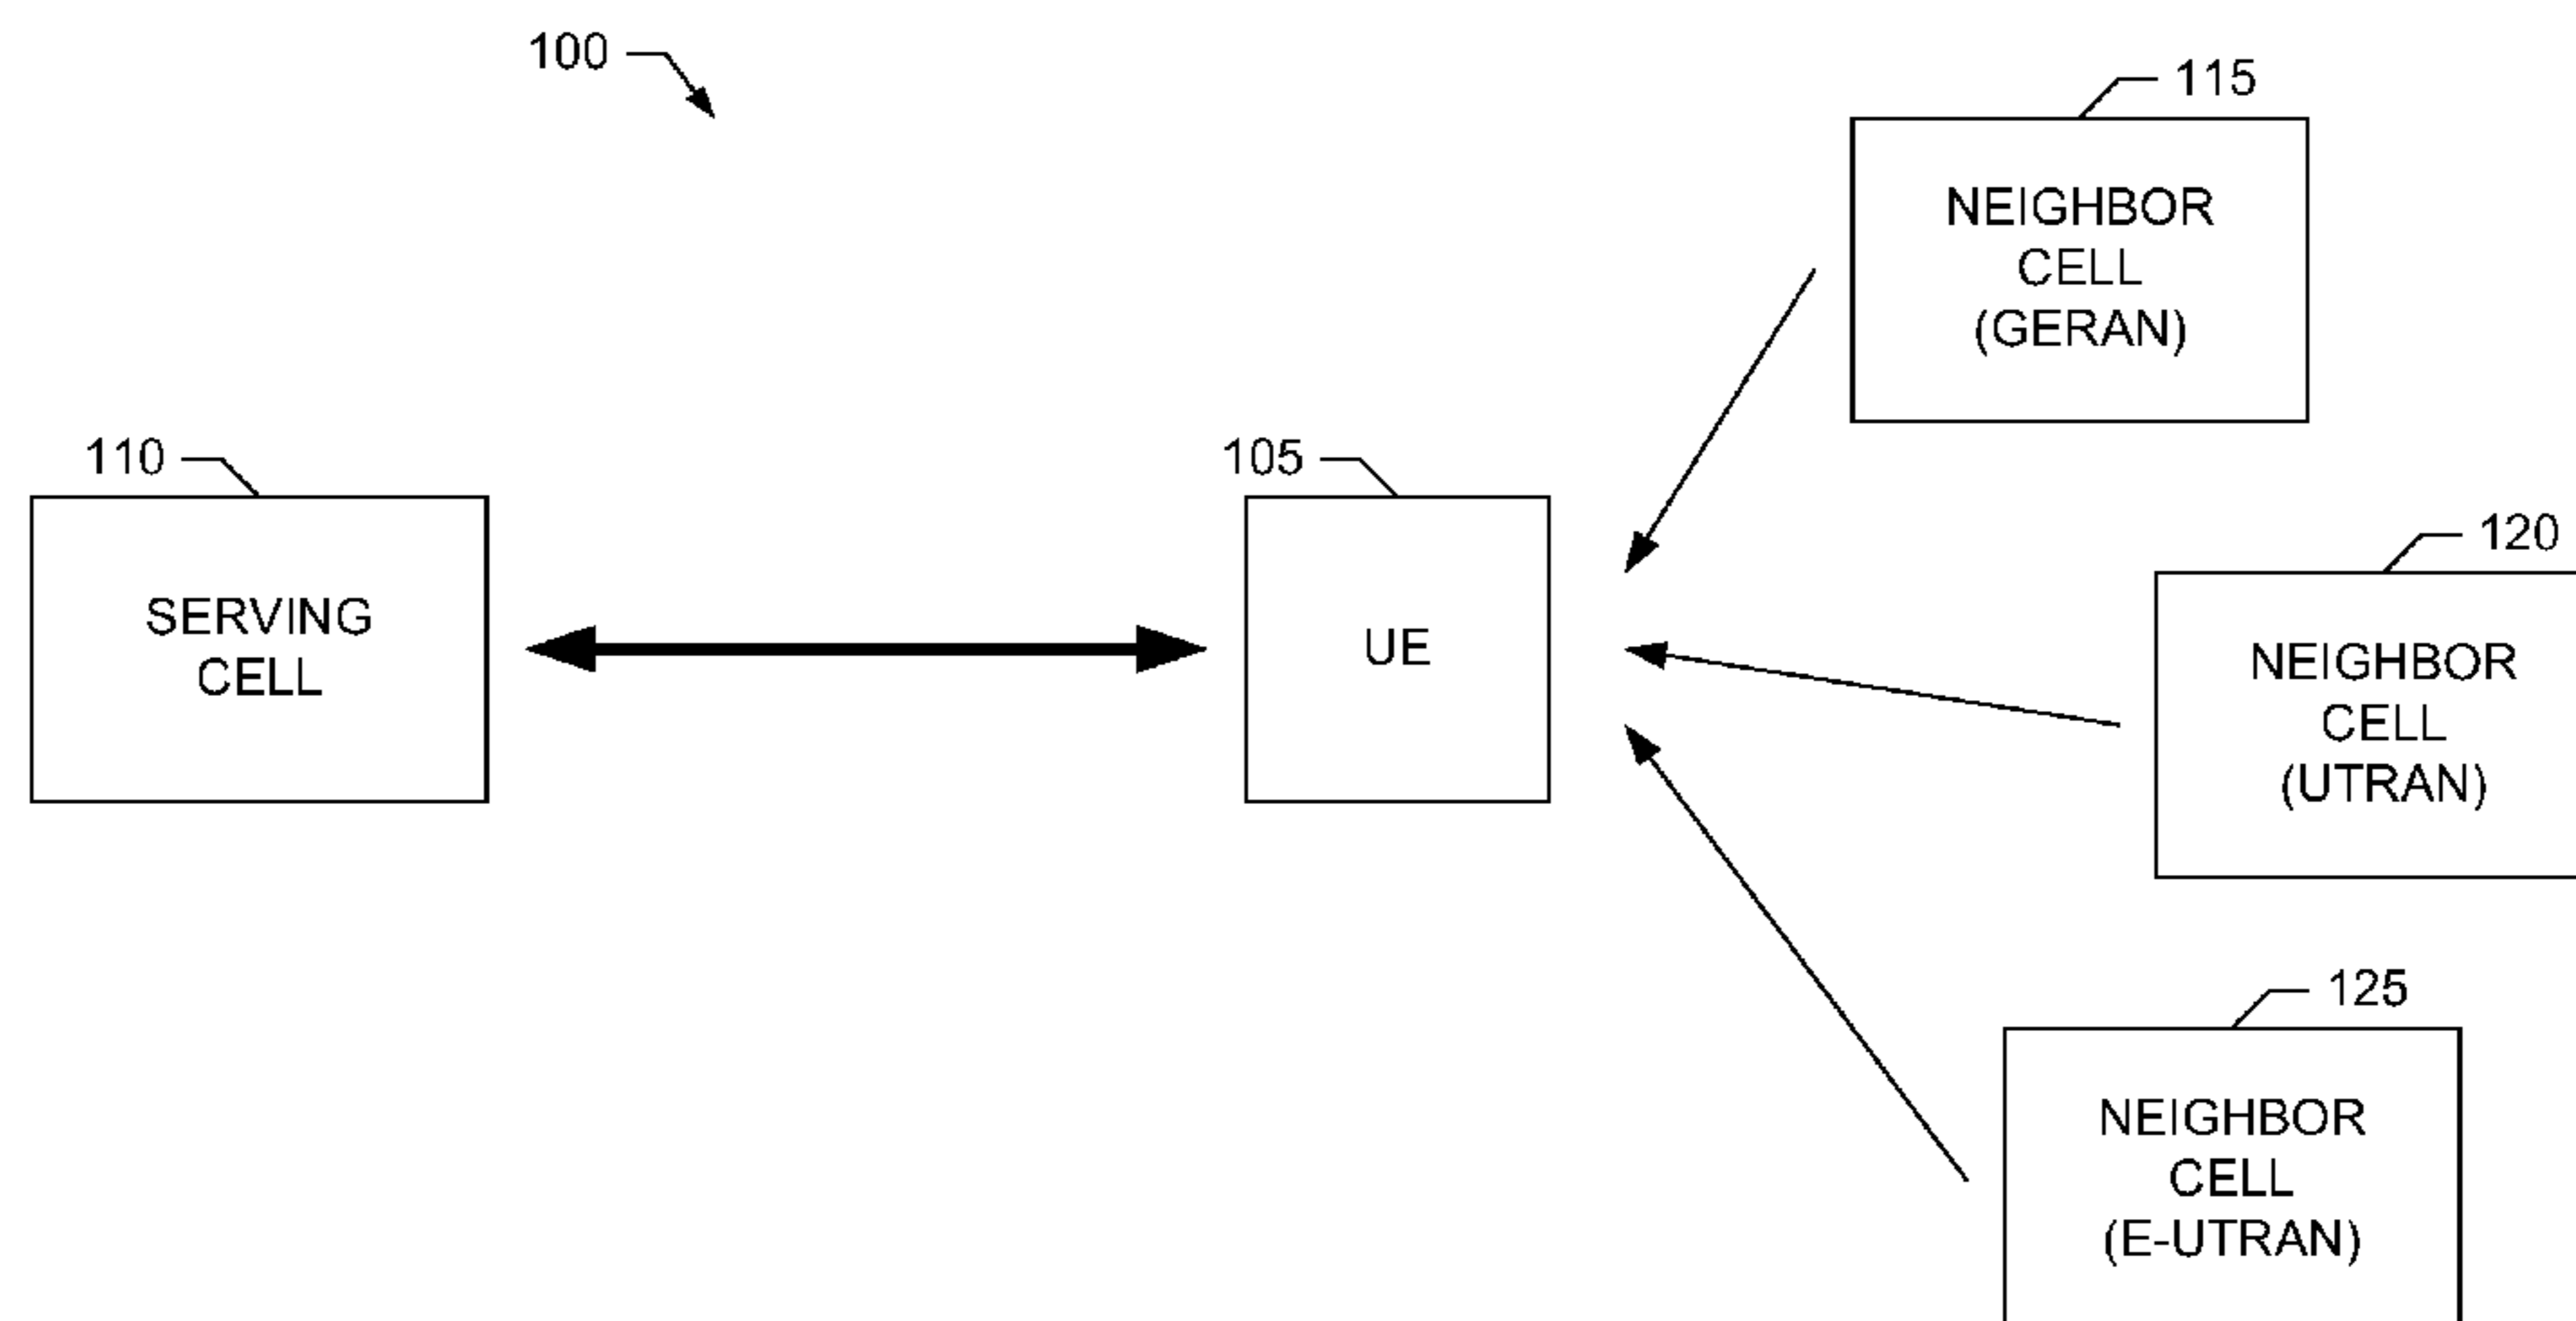 100
115
NEIGHBOR
CELL
(GERAN)
110
SERVING
CELL
105
UE
120
NEIGHBOR
CELL
(UTRAN)
125
NEIGHBOR
CELL
(E-UTRAN)